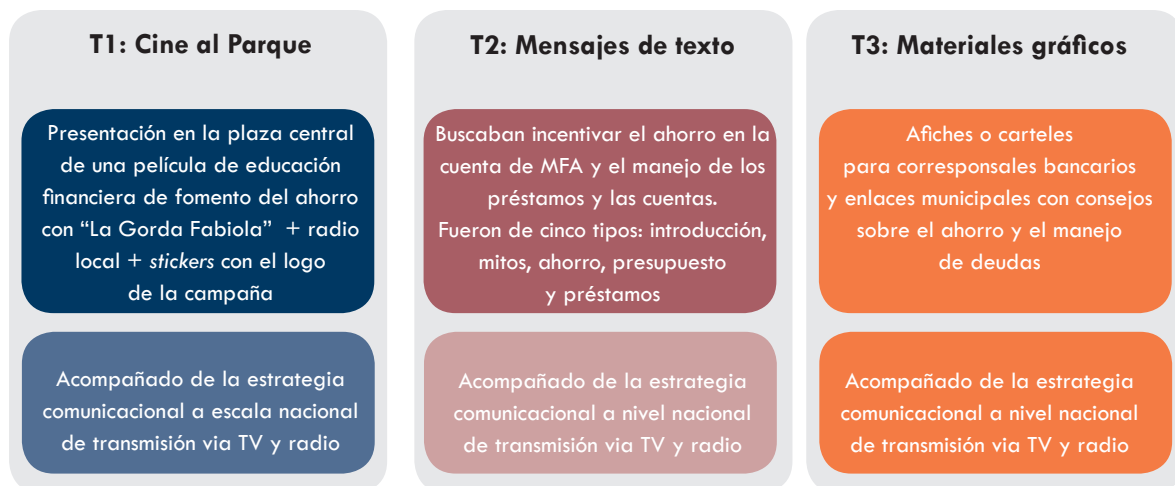 T1: Cine al Parque
Presentación en la plaza central
de una película de educación
financiera de fomento del ahorro
con “La Gorda Fabiola” + radio
local + stickers con el logo
de la campaña
Acompañado de la estrategia
comunicacional a escala nacional
de transmisión via TV y radio
T2: Mensajes de texto
Buscaban incentivar el ahorro en la
cuenta de MFA y el manejo de los
préstamos y las cuentas.
Fueron de cinco tipos: introducción,
mitos, ahorro, presupuesto
y préstamos
Acompañado de la estrategia
comunicacional a nivel nacional
de transmisión via TV y radio
T3: Materiales gráficos
Afiches o carteles
para corresponsales bancarios
y enlaces municipales con consejos
sobre el ahorro y el manejo
de deudas
Acompañado de la estrategia
comunicacional a nivel nacional
de transmisión via TV y radio